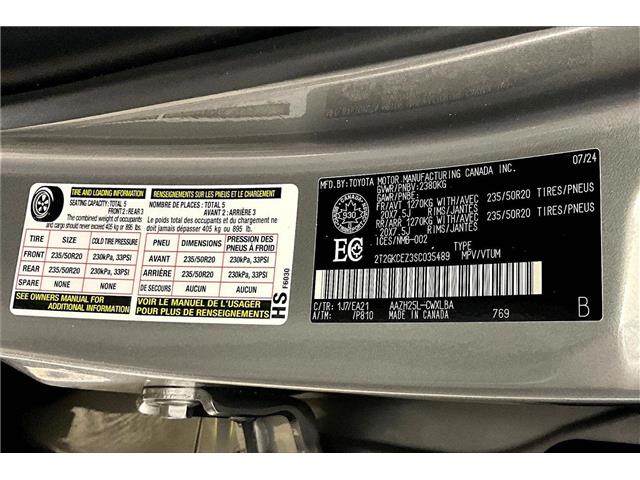 TIRE AND LOADING INFORMATION
SEATING CAPACITY: TOTAL 5
FRONT 2 : REAR 3
The combined weight of occupants
and cargo should never exceed 405 kg or 895 lbs.
TIRE SIZE COLD TIRE PRESSURE
FRONT 235/50R20 230kPa, 33PSI
REAR 235/50R20 230kPa, 33PSI
SPARE NONE NONE
SEE OWNERS MANUAL FOR
ADDITIONAL INFORMATION
RENSEIGNEMENTS SUR LES PNEUS ET LE CHARGEMENT
NOMBRE DE PLACES : TOTAL 5
AVANT 2 : ARRIÈRE 3
Le poids total des occupants et du chargement ne
doit jamais dépasser 405 kg ou 895 lb.
PNEU DIMENSIONS PRESSION DES PNEUS À FROID
AVANT 235/50R20 230 kPa, 33PSI
ARRIÈRE 235/50R20 230 kPa, 33PSI
DE SECOURS AUCUN AUCUN
VOIR LE MANUEL DE L'USAGER
POUR PLUS DE RENSEIGNEMENTS
HS F6030
MFD.BY:TOYOTA MOTOR MANUFACTURING CANADA INC. 07/24
GVWR/PNBV:2380KG
GAWR/PNBE:
FR/AVT 1270KG WITH/AVEC 235/50R20 TIRES/PNEUS
20X7.5J RIMS/JANTES
RR/ARR 1270KG WITH/AVEC 235/50R20 TIRES/PNEUS
20X7.5J RIMS/JANTES
ICES/NMB-002 TYPE
2T2GKCEZ3SC035489 MPV/VTUM
930
EC
C/TR: 1J7/EA21 AAZH25L-CWXLBA
A/TM: /P810 MADE IN CANADA 769
B